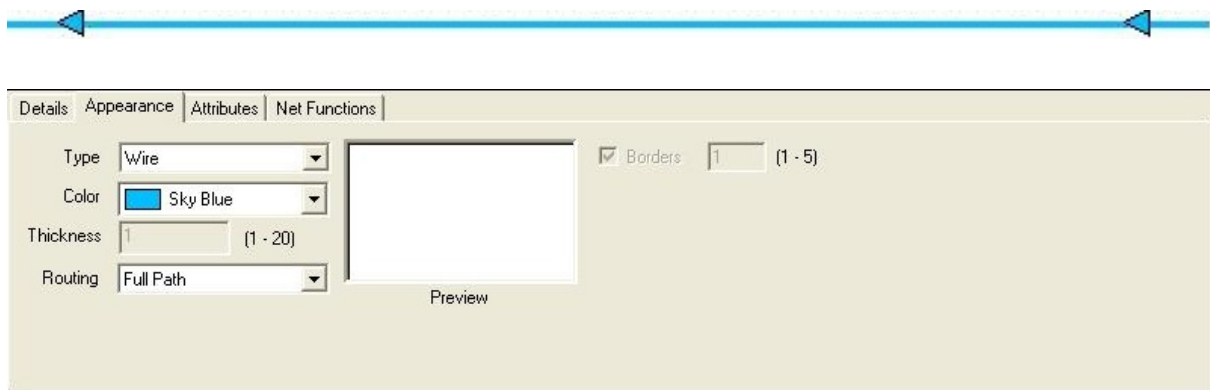 Details Appearance Attributes Net Functions
Type Wire Borders 1 (1 - 5)
Color Sky Blue
Thickness 1 (1 - 20)
Routing Full Path
Preview